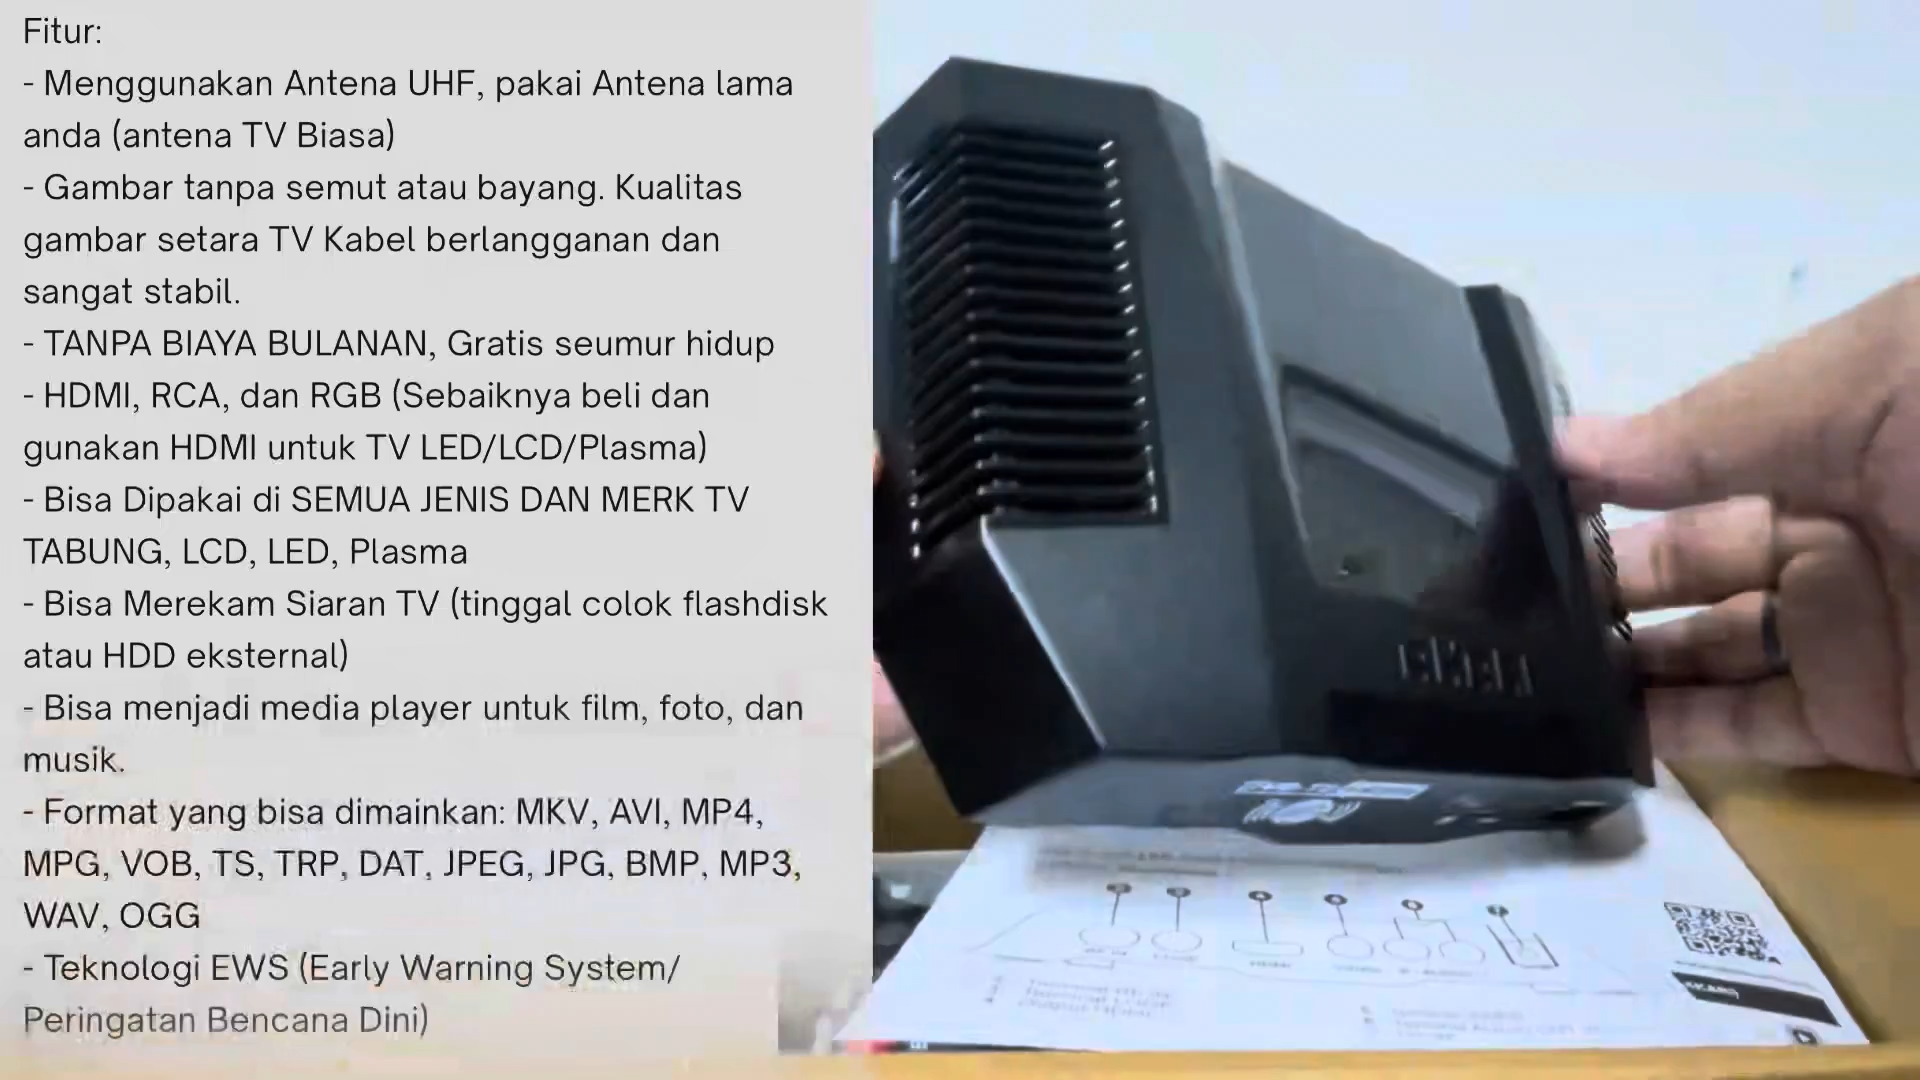 Fitur:
- Menggunakan Antena UHF, pakai Antena lama
anda (antena TV Biasa)
- Gambar tanpa semut atau bayang. Kualitas
gambar setara TV Kabel berlangganan dan
sangat stabil.
- TANPA BIAYA BULANAN, Gratis seumur hidup
- HDMI, RCA, dan RGB (Sebaiknya beli dan
gunakan HDMI untuk TV LED/LCD/Plasma)
- Bisa Dipakai di SEMUA JENIS DAN MERK TV
TABUNG, LCD, LED, Plasma
- Bisa Merekam Siaran TV (tinggal colok flashdisk
atau HDD eksternal)
- Bisa menjadi media player untuk film, foto, dan
musik.
- Format yang bisa dimainkan: MKV, AVI, MP4,
MPG, VOB, TS, TRP, DAT, JPEG, JPG, BMP, MP3,
WAV, OGG
- Teknologi EWS (Early Warning System/
Peringatan Bencana Dini)